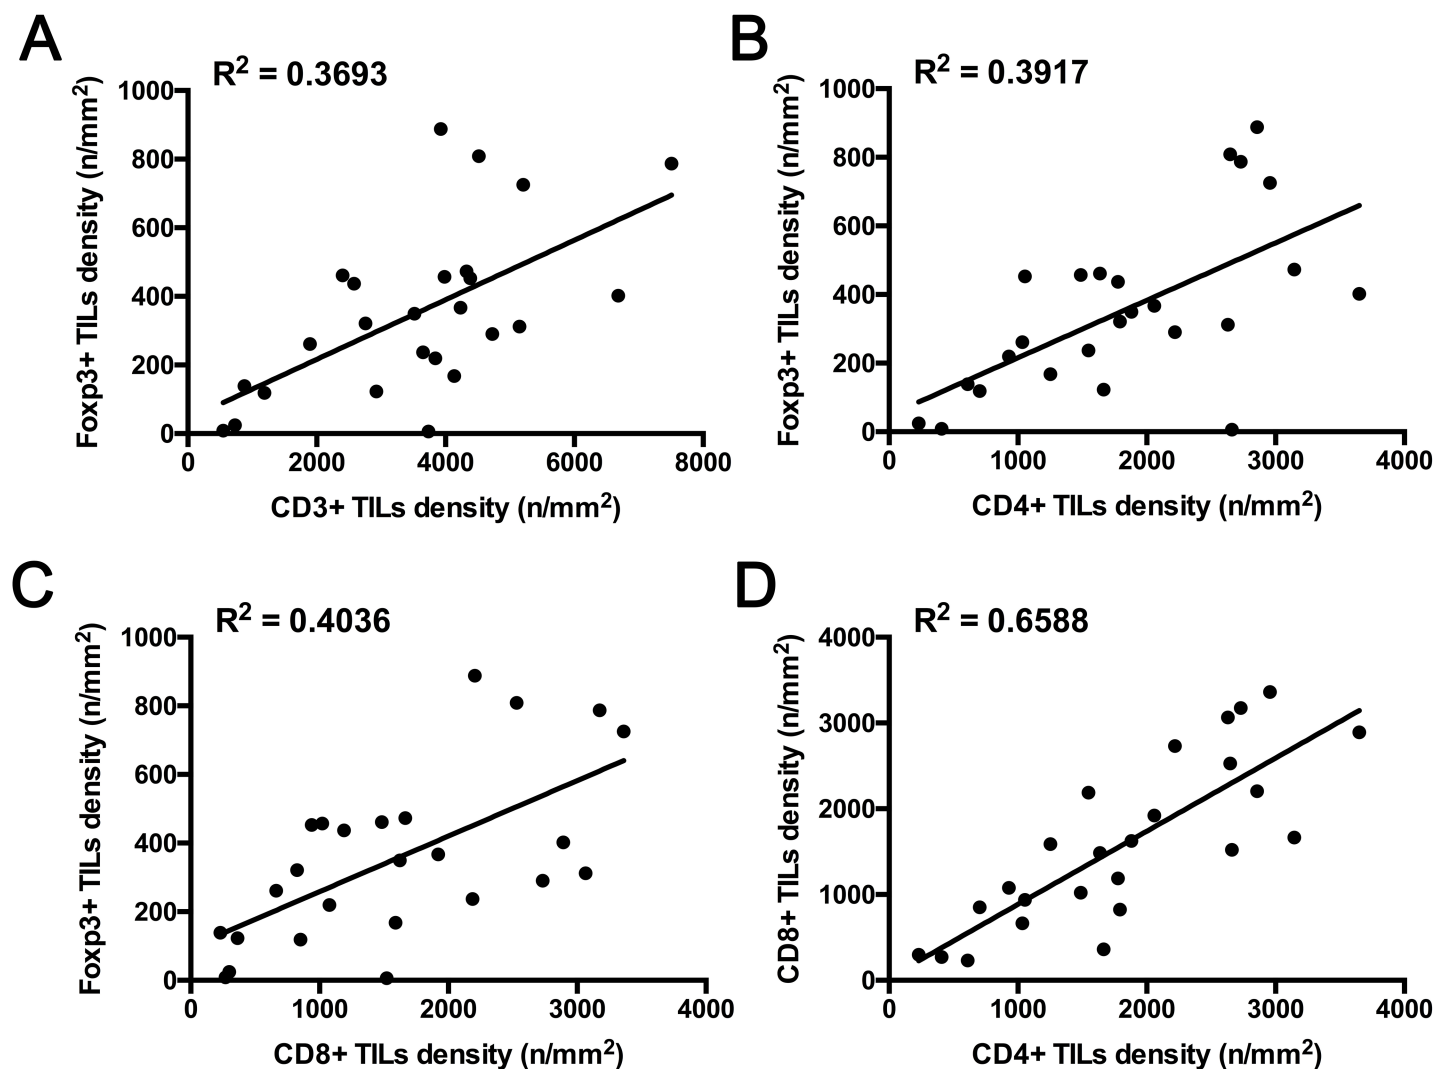 A
R² = 0.3693
Foxp3+ TILs density (n/mm²)
1000
800
600
400
200
0
0 2000 4000 6000 8000
CD3+ TILs density (n/mm²)
B
R² = 0.3917
Foxp3+ TILs density (n/mm²)
1000
800
600
400
200
0
0 1000 2000 3000 4000
CD4+ TILs density (n/mm²)
C
R² = 0.4036
Foxp3+ TILs density (n/mm²)
1000
800
600
400
200
0
0 1000 2000 3000 4000
CD8+ TILs density (n/mm²)
D
R² = 0.6588
CD8+ TILs density (n/mm²)
4000
3000
2000
1000
0
0 1000 2000 3000 4000
CD4+ TILs density (n/mm²)